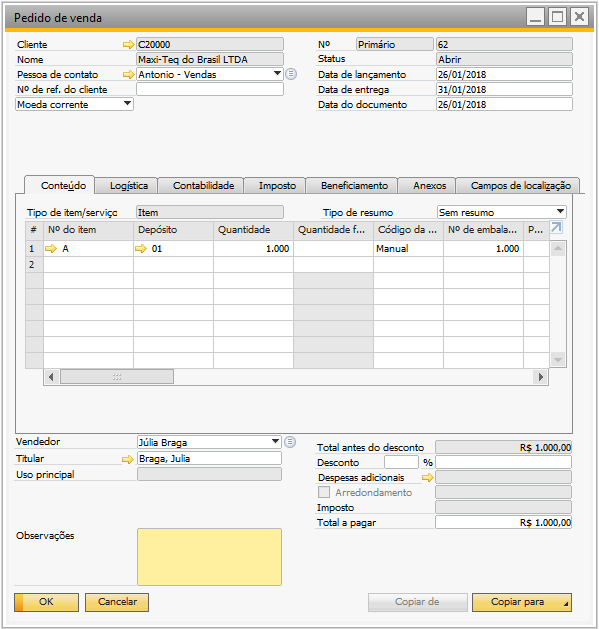 Pedido de venda
Cliente C20000 Nº Primário 62
Nome Maxi-Teq do Brasil LTDA Status Abrir
Pessoa de contato Antonio - Vendas Data de lançamento 26/01/2018
Nº de ref. do cliente Data de entrega 31/01/2018
Moeda corrente Data do documento 26/01/2018
Conteúdo Logística Contabilidade Imposto Beneficiamento Anexos Campos de localização
Tipo de item/serviço Item Tipo de resumo Sem resumo
# Nº do item Depósito Quantidade Quantidade f... Código da ... Nº de embala... P...
1 A 01 1.000 Manual 1.000
2
Vendedor Júlia Braga Total antes do desconto R$ 1.000,00
Titular Braga, Julia Desconto %
Uso principal Despesas adicionais
Arredondamento
Imposto
Total a pagar R$ 1.000,00
Observações
OK Cancelar Copiar de Copiar para